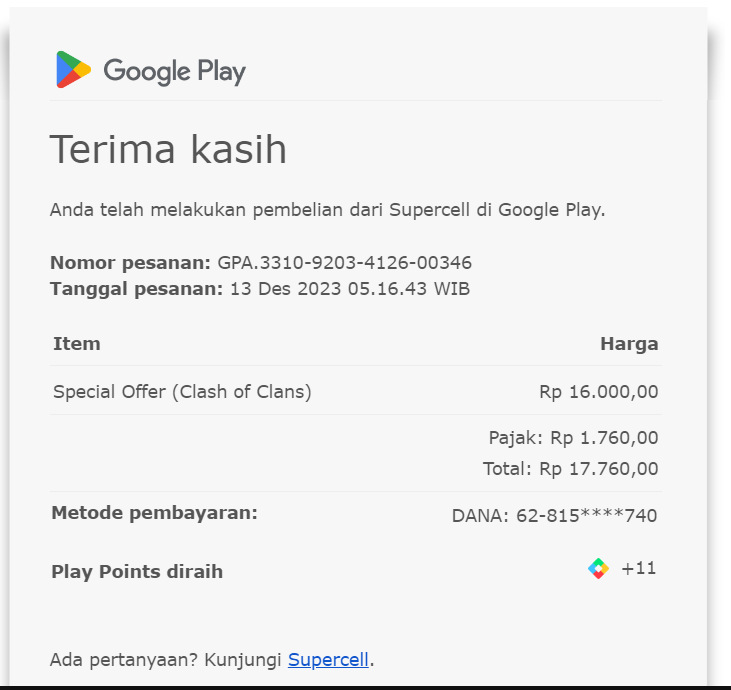 Google Play
Terima kasih
Anda telah melakukan pembelian dari Supercell di Google Play.
Nomor pesanan: GPA.3310-9203-4126-00346
Tanggal pesanan: 13 Des 2023 05.16.43 WIB
Item Harga
Special Offer (Clash of Clans) Rp 16.000,00
Pajak: Rp 1.760,00
Total: Rp 17.760,00
Metode pembayaran: DANA: 62-815****740
Play Points diraih +11
Ada pertanyaan? Kunjungi Supercell.